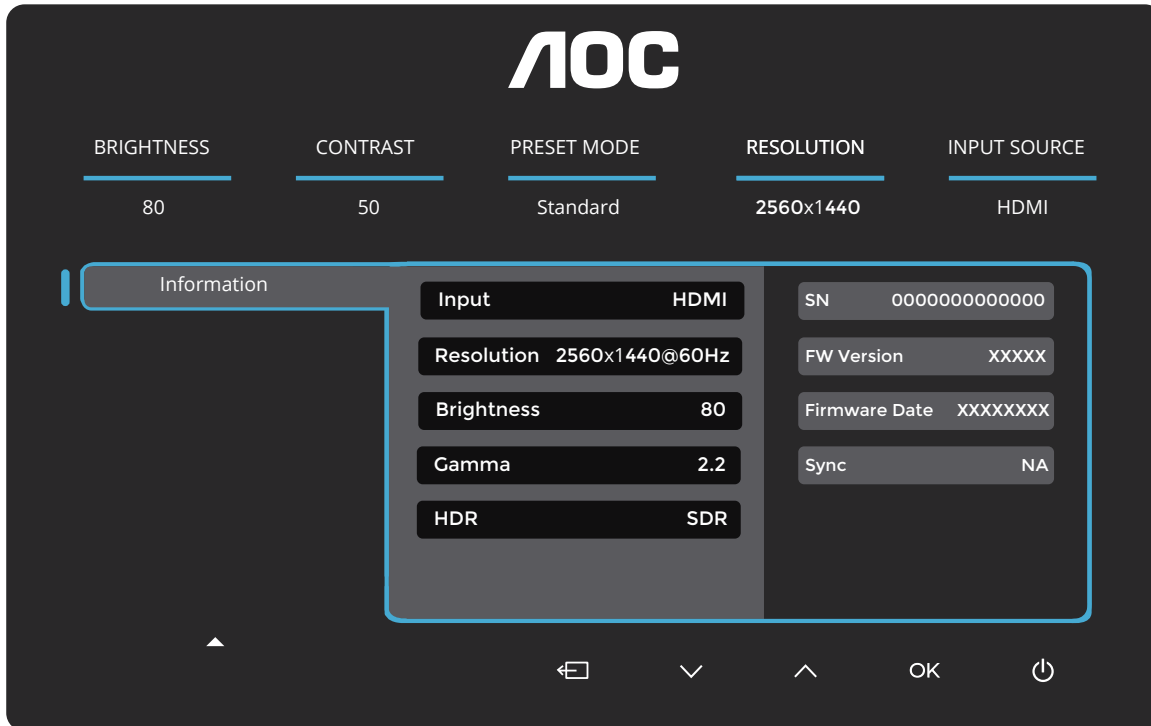 AOC
BRIGHTNESS CONTRAST PRESET MODE RESOLUTION INPUT SOURCE
80 50 Standard 2560x1440 HDMI
Information
Input HDMI
Resolution 2560x1440@60Hz
Brightness 80
Gamma 2.2
HDR SDR
SN 0000000000000
FW Version XXXXX
Firmware Date XXXXXXXX
Sync NA
OK